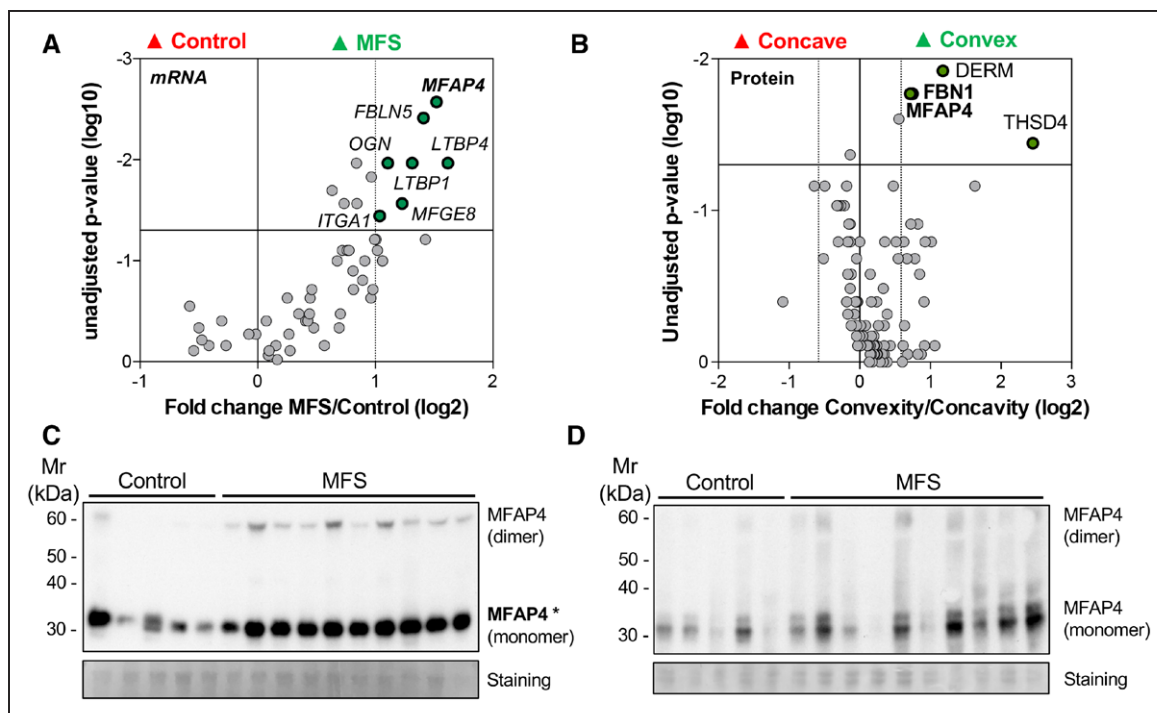 A
▲ Control
▲ MFS
mRNA
MFAP4
FBLN5
OGN
LTBP4
LTBP1
ITGA1
MFGE8
unadjusted p-value (log10)
-3
-2
-1
0
-1
0
1
2
Fold change MFS/Control (log2)
B
▲ Concave
▲ Convex
Protein
DERM
FBN1
MFAP4
THSD4
Unadjusted p-value (log10)
-2
-1
0
-2
-1
0
1
2
3
Fold change Convexity/Concavity (log2)
C
Mr
(kDa)
Control
MFS
60 -
50 -
40 -
30 -
MFAP4
(dimer)
MFAP4 *
(monomer)
Staining
D
Mr
(kDa)
Control
MFS
60 -
50 -
40 -
30 -
MFAP4
(dimer)
MFAP4
(monomer)
Staining